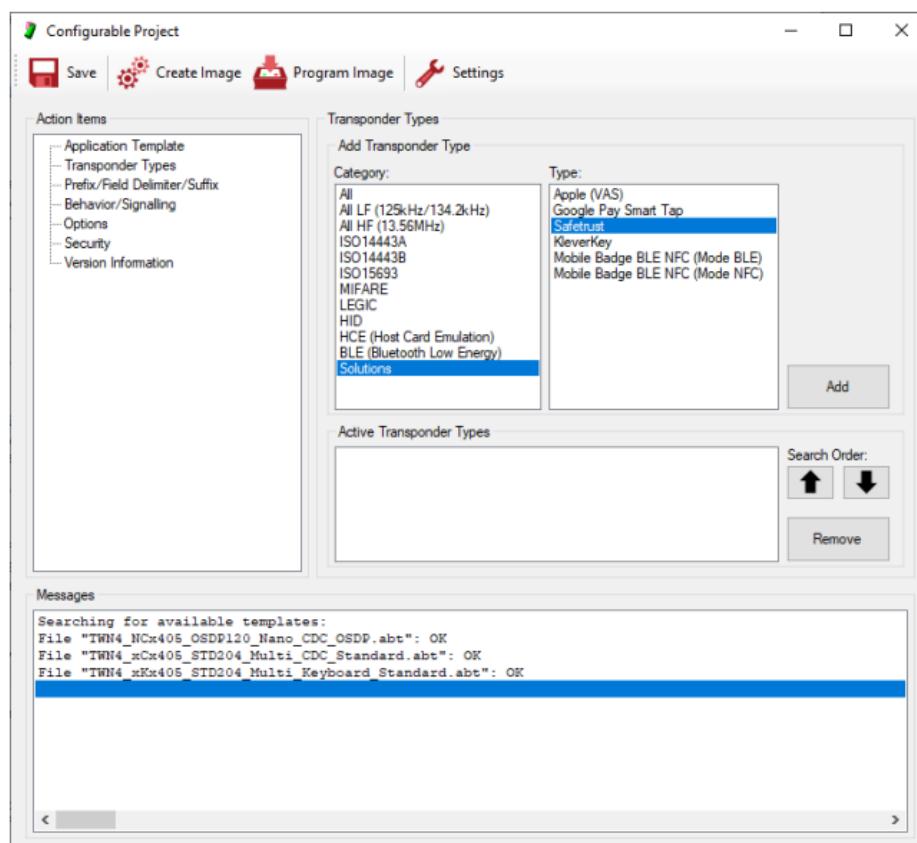 Configurable Project
Save
Create Image
Program Image
Settings
Action Items
Application Template
Transponder Types
Prefix/Field Delimiter/Suffix
Behavior/Signalling
Options
Security
Version Information
Transponder Types
Add Transponder Type
Category:
All
All LF (125kHz/134.2kHz)
All HF (13.56MHz)
ISO14443A
ISO14443B
ISO15693
MIFARE
LEGIC
HID
HCE (Host Card Emulation)
BLE (Bluetooth Low Energy)
Solutions
Type:
Apple (VAS)
Google Pay Smart Tap
Safetrust
KleverKey
Mobile Badge BLE NFC (Mode BLE)
Mobile Badge BLE NFC (Mode NFC)
Add
Active Transponder Types
Search Order:
Remove
Messages
Searching for available templates:
File "TWN4_NCx405_OSDP120_Nano_CDC_OSDP.abt": OK
File "TWN4_xCx405_STD204_Multi_CDC_Standard.abt": OK
File "TWN4_xKx405_STD204_Multi_Keyboard_Standard.abt": OK